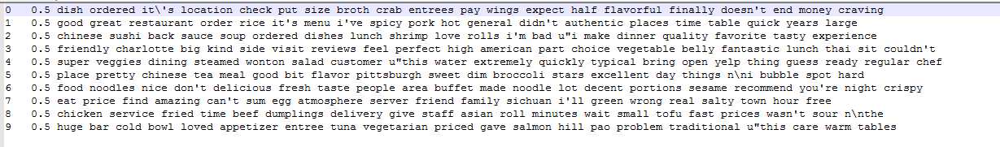 0 0.5 dish ordered it\'s location check put size broth crab entrees pay wings expect half flavorful finally doesn't end money craving
1 0.5 good great restaurant order rice it's menu i've spicy pork hot general didn't authentic places time table quick years large
2 0.5 chinese sushi back sauce soup ordered dishes lunch shrimp love rolls i'm bad u"i make dinner quality favorite tasty experience
3 0.5 friendly charlotte big kind side visit reviews feel perfect high american part choice vegetable belly fantastic lunch thai sit couldn't
4 0.5 super veggies dining steamed wonton salad customer u"this water extremely quickly typical bring open yelp thing guess ready regular chef
5 0.5 place pretty chinese tea meal good bit flavor pittsburgh sweet dim broccoli stars excellent day things n\ni bubble spot hard
6 0.5 food noodles nice don't delicious fresh taste people area buffet made noodle lot decent portions sesame recommend you're night crispy
7 0.5 eat price find amazing can't sum egg atmosphere server friend family sichuan i'll green wrong real salty town hour free
8 0.5 chicken service fried time beef dumplings delivery give staff asian roll minutes wait small tofu fast prices wasn't sour n\nthe
9 0.5 huge bar cold bowl loved appetizer entree tuna vegetarian priced gave salmon hill pao problem traditional u"this care warm tables